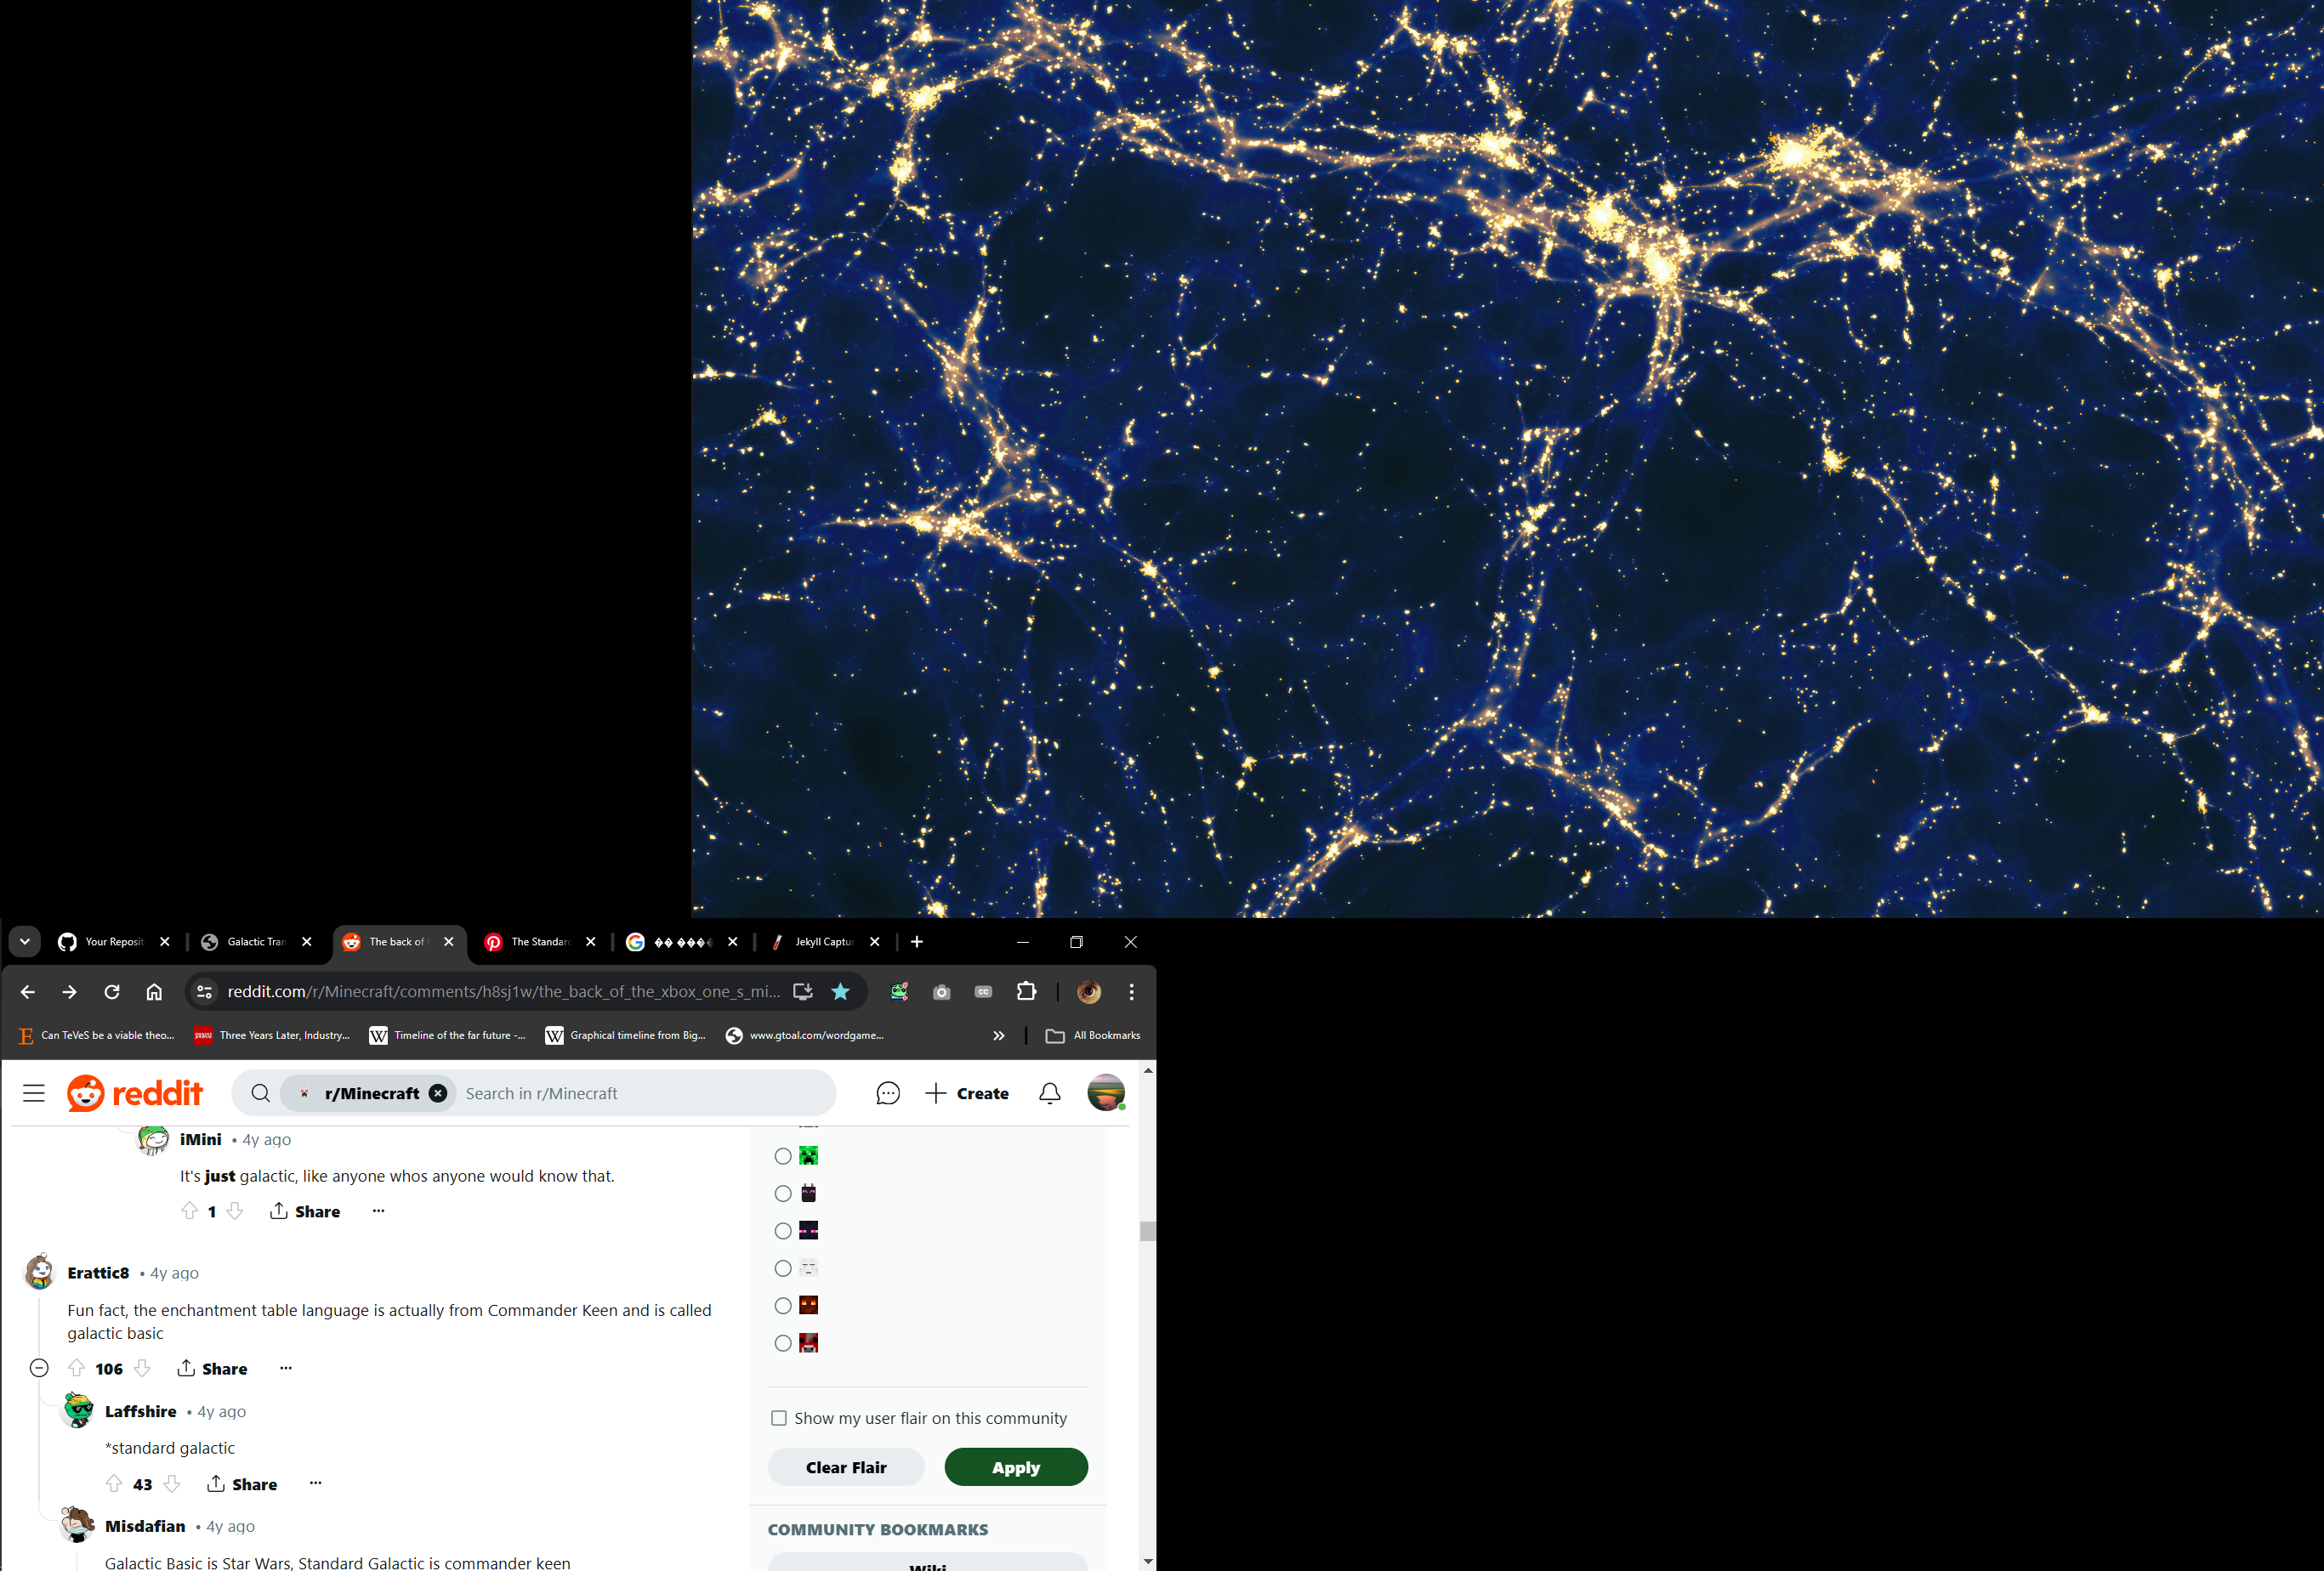 Your Reposit
Galactic Tran
The back of
The Standar
�� ����
Jekyll Captur
reddit.com/r/Minecraft/comments/h8sj1w/the_back_of_the_xbox_one_s_mi...
CC
Can TeVeS be a viable theo...
Three Years Later, Industry...
Timeline of the far future -...
Graphical timeline from Big...
www.gtoal.com/wordgame...
All Bookmarks
reddit
r/Minecraft
Search in r/Minecraft
Create
iMini • 4y ago
It's just galactic, like anyone whos anyone would know that.
1
Share
Erattic8 • 4y ago
Fun fact, the enchantment table language is actually from Commander Keen and is called
galactic basic
106
Share
Laffshire • 4y ago
*standard galactic
43
Share
Misdafian • 4y ago
Galactic Basic is Star Wars, Standard Galactic is commander keen
Show my user flair on this community
Clear Flair
Apply
COMMUNITY BOOKMARKS
Wiki